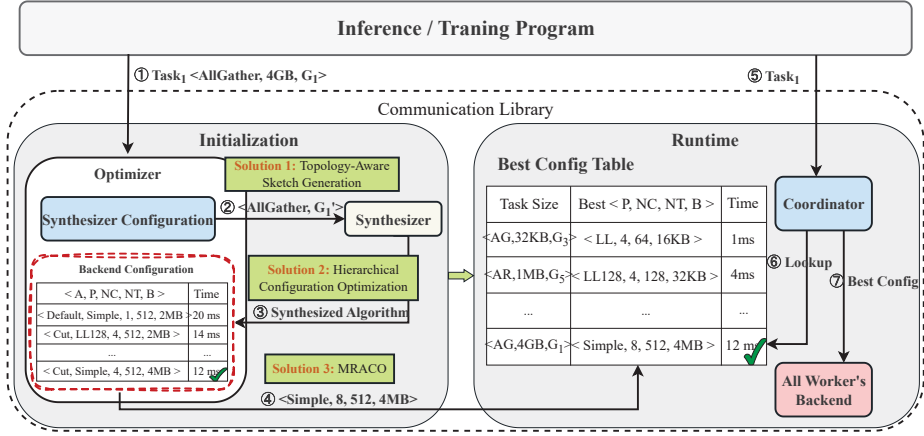 Inference / Traning Program
① Task1 <AllGather, 4GB, G1>
⑤ Task1
Communication Library
Initialization
Optimizer
Solution 1: Topology-Aware
Sketch Generation
Synthesizer Configuration
② <AllGather, G1'>
Synthesizer
Backend Configuration
< A, P, NC, NT, B > Time
< Default, Simple, 1, 512, 2MB > 20 ms
< Cut, LL128, 4, 512, 2MB > 14 ms
... ...
< Cut, Simple, 4, 512, 4MB > 12 ms
Solution 2: Hierarchical
Configuration Optimization
③ Synthesized Algorithm
Solution 3: MRACO
④ <Simple, 8, 512, 4MB>
Runtime
Best Config Table
Task Size Best < P, NC, NT, B > Time
<AG,32KB,G3> < LL, 4, 64, 16KB > 1ms
<AR,1MB,G5> < LL128, 4, 128, 32KB > 4ms
... ... ...
<AG,4GB,G1> < Simple, 8, 512, 4MB > 12 ms
Coordinator
⑥ Lookup
⑦ Best Config
All Worker's
Backend